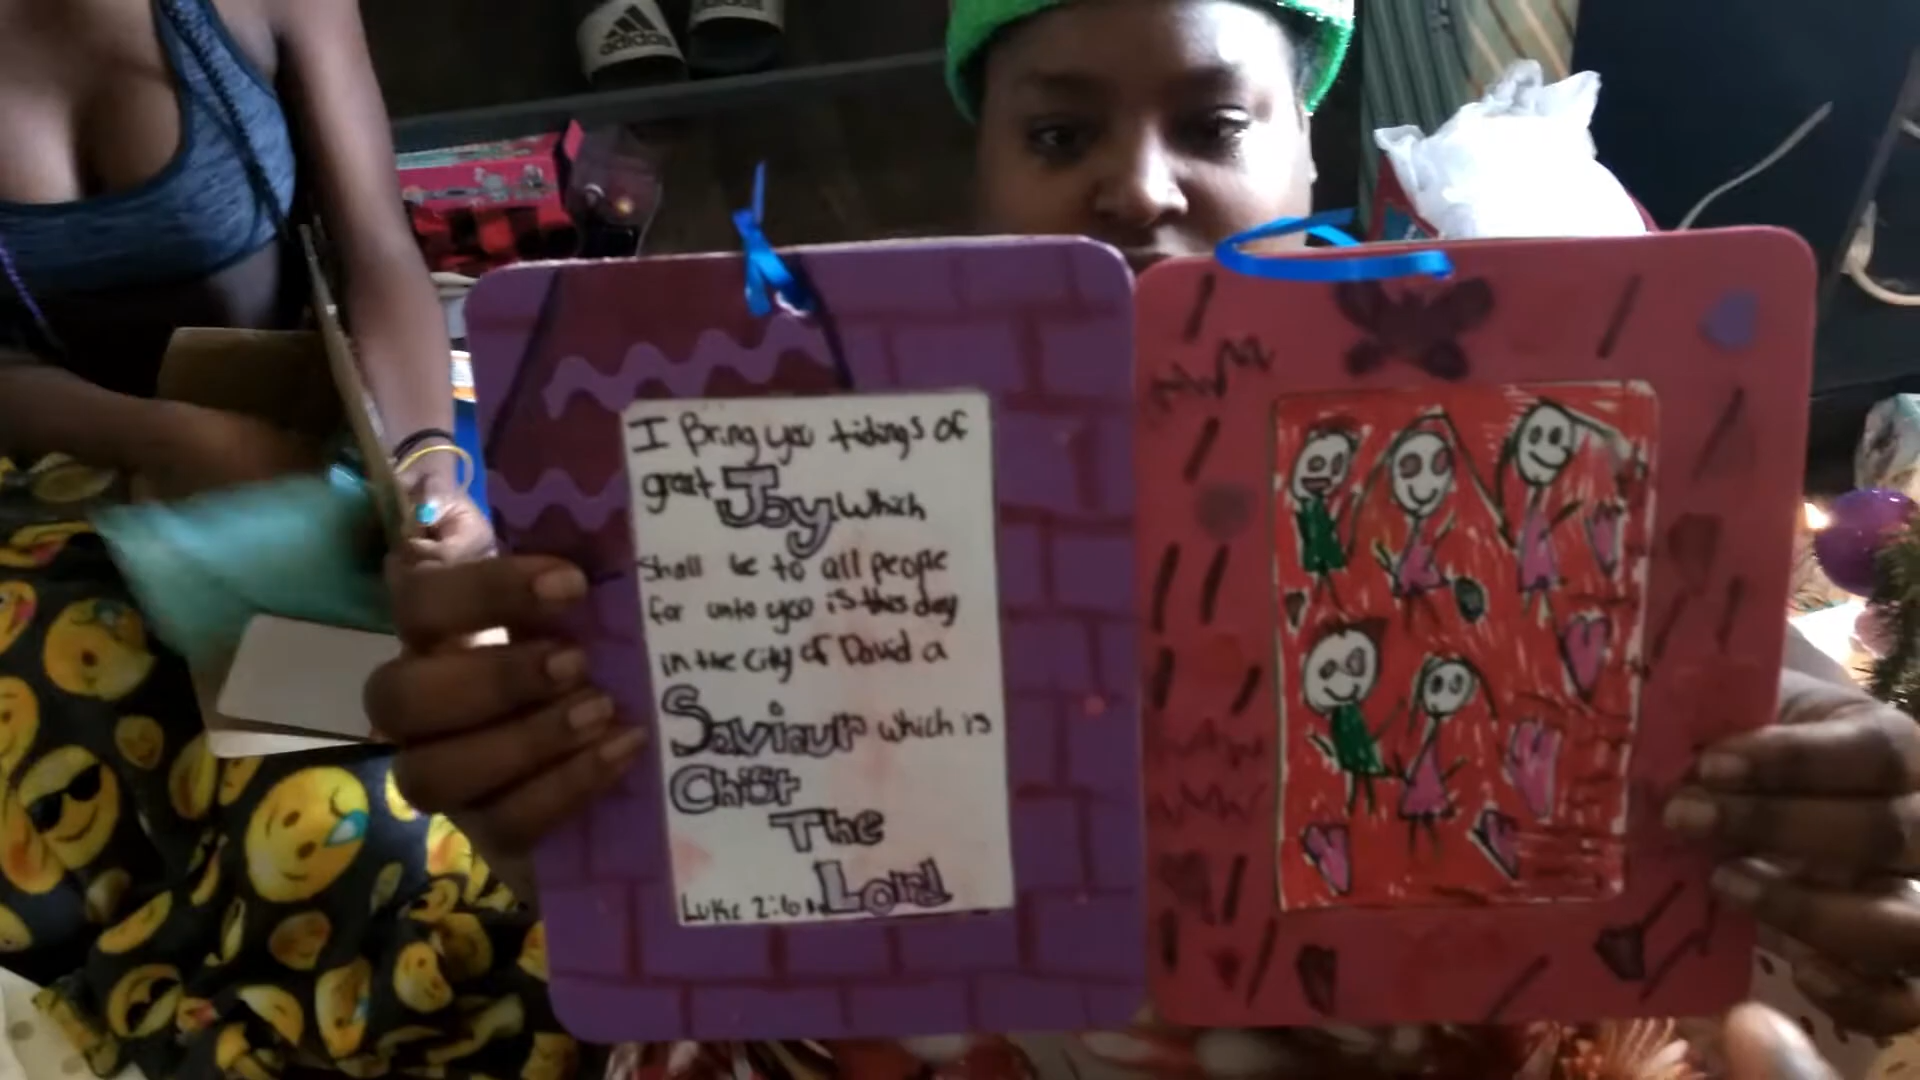 adidas
I Bring you tidings of
great Joy which
Shall be to all people
for unto you is this day
in the City of David a
Saviour which is
Christ
The
Lord
Luke 2:10